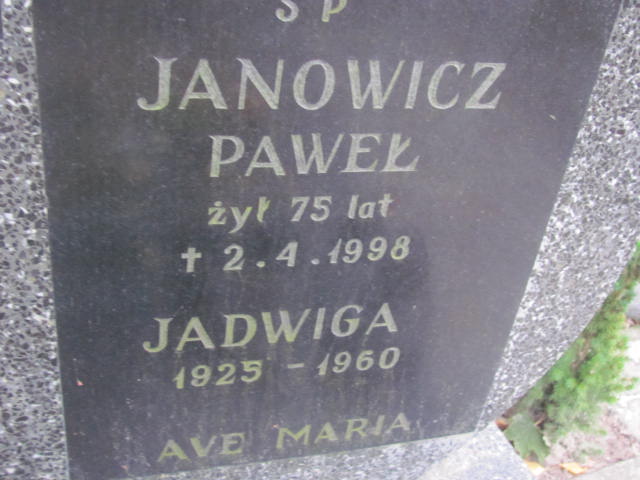 Ś P
JANOWICZ
PAWEŁ
żył 75 lat
† 2.4.1998
JADWIGA
1925 - 1960
AVE MARIA